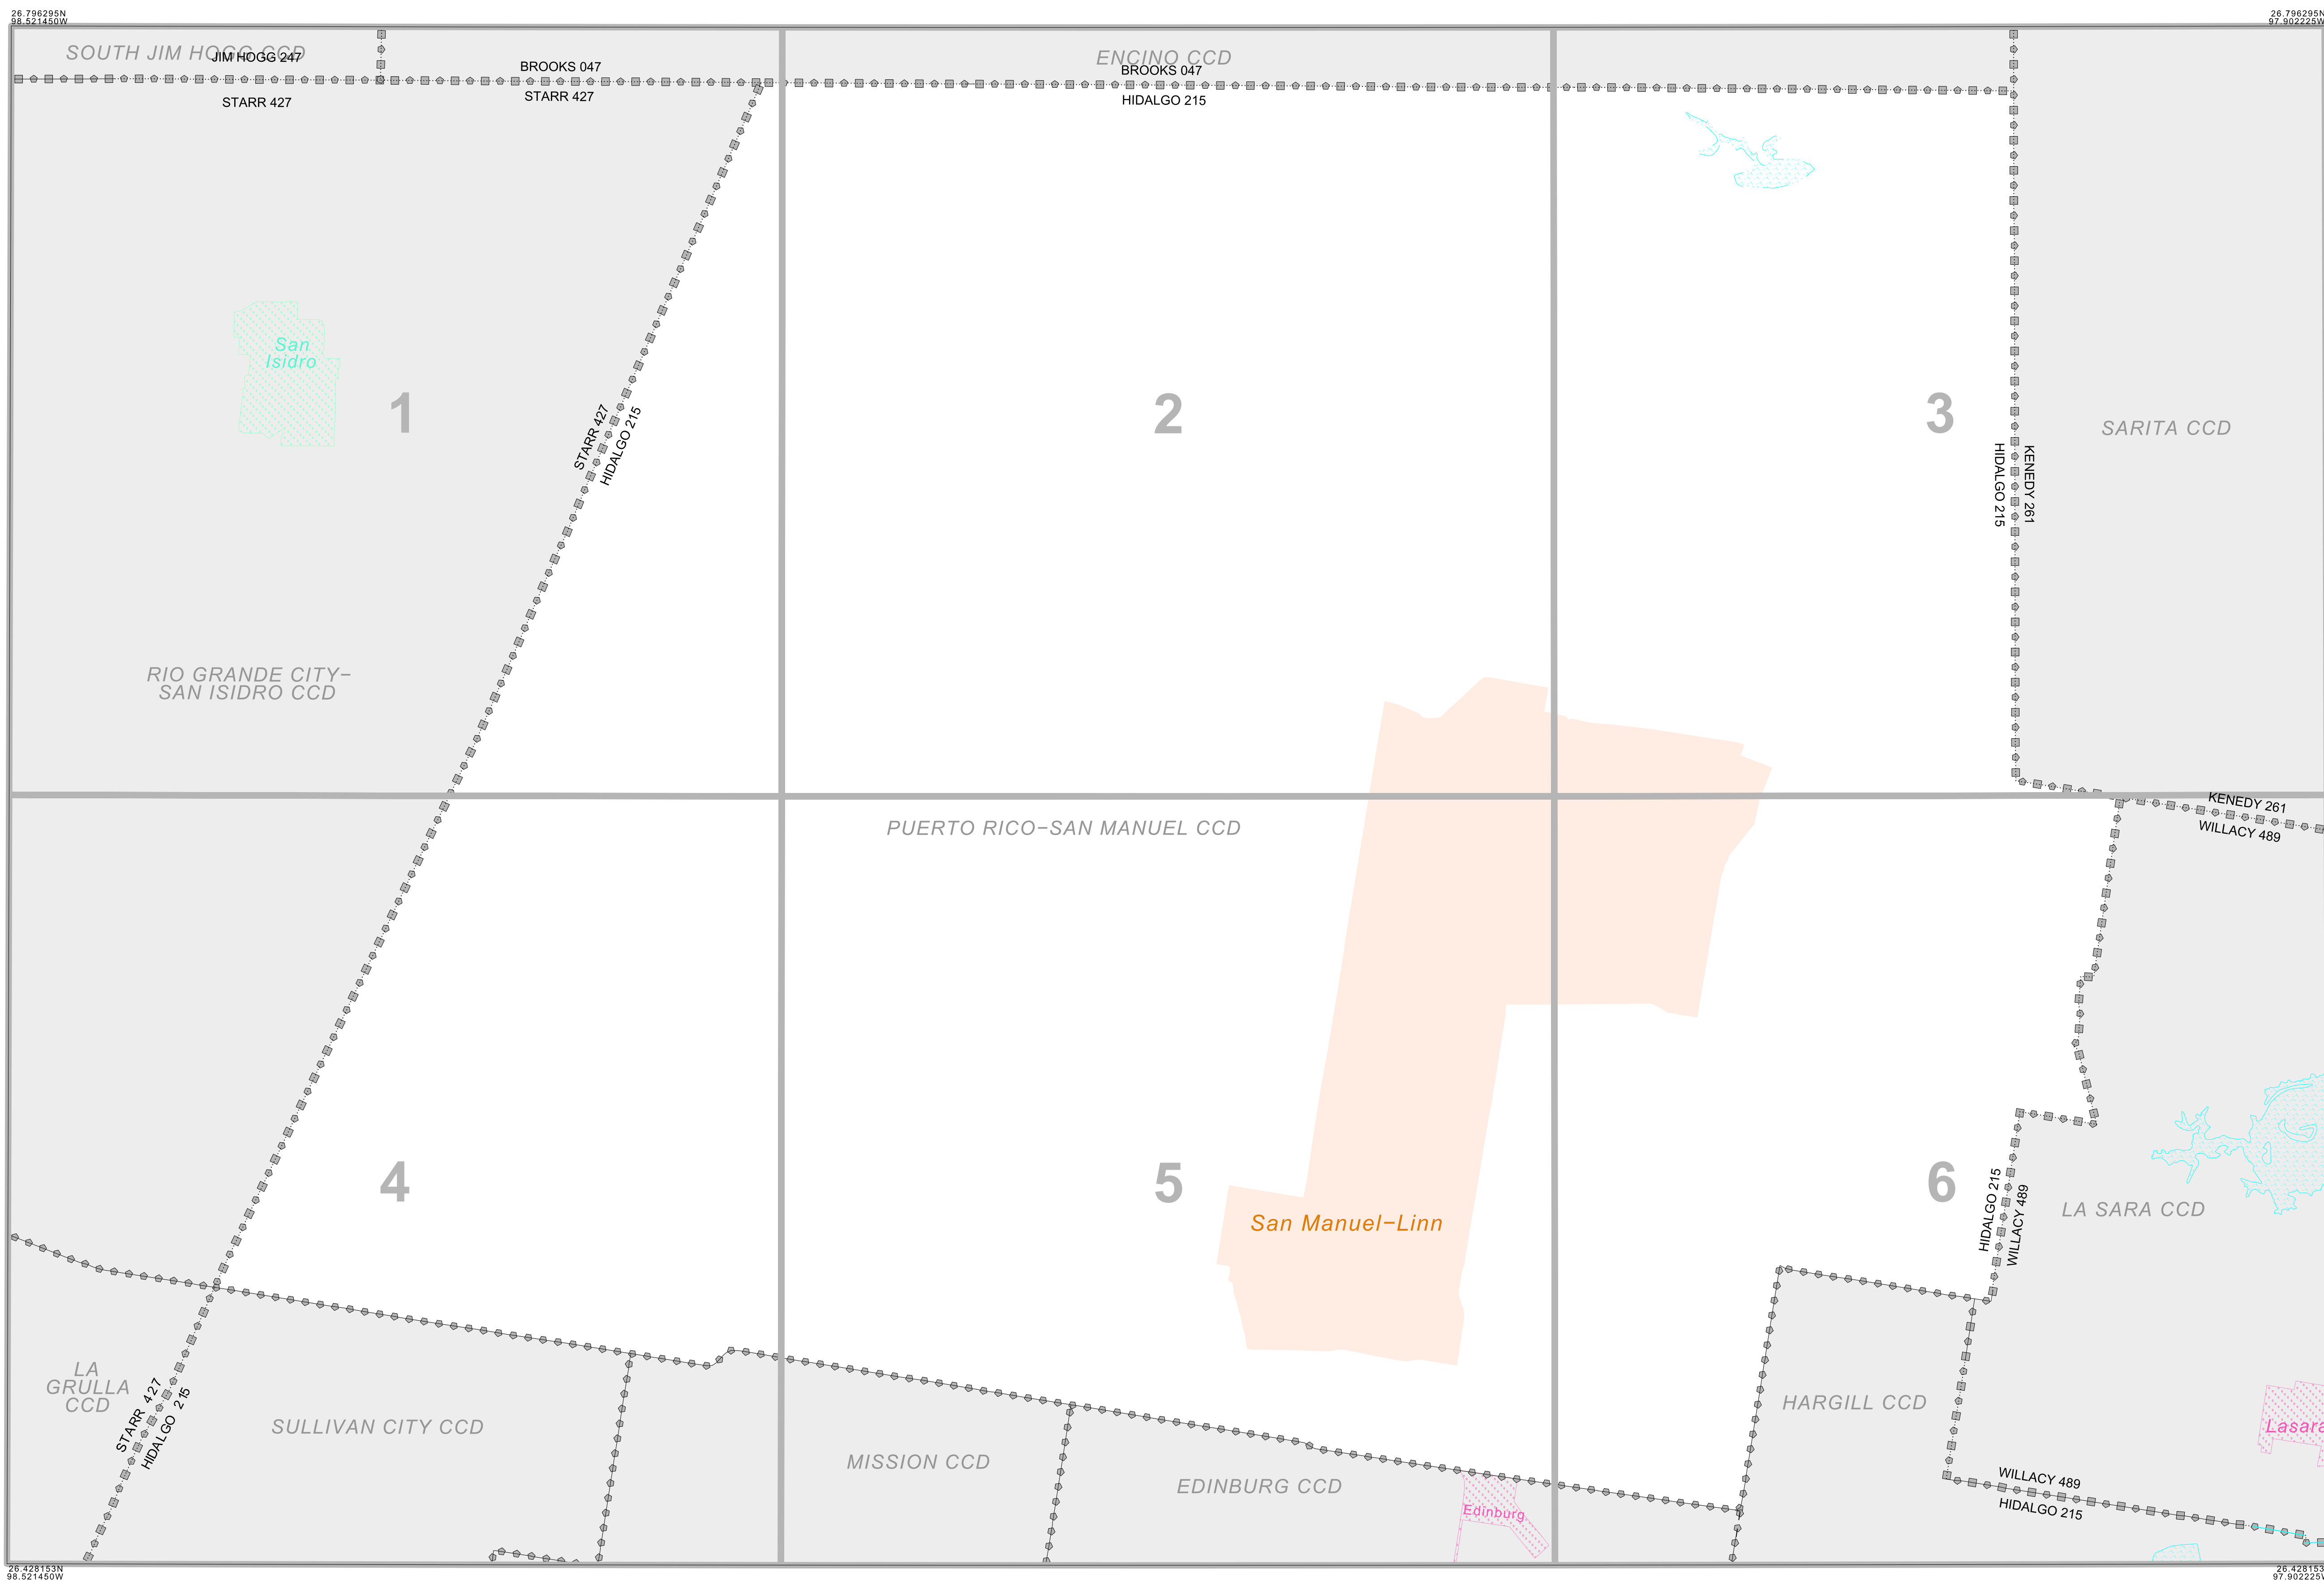 26.796295N
98.521450W
26.796295N
97.902225W
SOUTH JIM HOGG CCD
JIM HOGG 247
STARR 427
BROOKS 047
STARR 427
ENCINO CCD
BROOKS 047
HIDALGO 215
San
Isidro
1
2
3
STARR 427
HIDALGO 215
HIDALGO 215
KENEDY 261
SARITA CCD
RIO GRANDE CITY-
SAN ISIDRO CCD
PUERTO RICO-SAN MANUEL CCD
KENEDY 261
WILLACY 489
4
5
6
San Manuel-Linn
HIDALGO 215
WILLACY 489
LA SARA CCD
LA
GRULLA
CCD
STARR 427
HIDALGO 215
SULLIVAN CITY CCD
MISSION CCD
EDINBURG CCD
Edinburg
HARGILL CCD
Lasara
WILLACY 489
HIDALGO 215
26.428153N
98.521450W
26.428153N
97.902225W